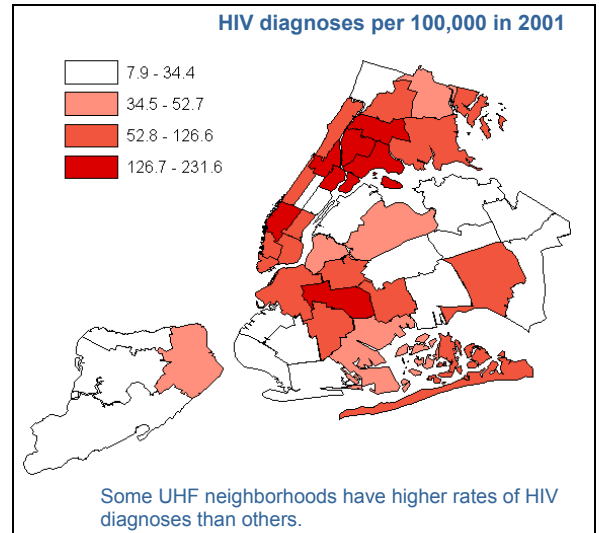 HIV diagnoses per 100,000 in 2001
7.9 - 34.4
34.5 - 52.7
52.8 - 126.6
126.7 - 231.6
Some UHF neighborhoods have higher rates of HIV
diagnoses than others.